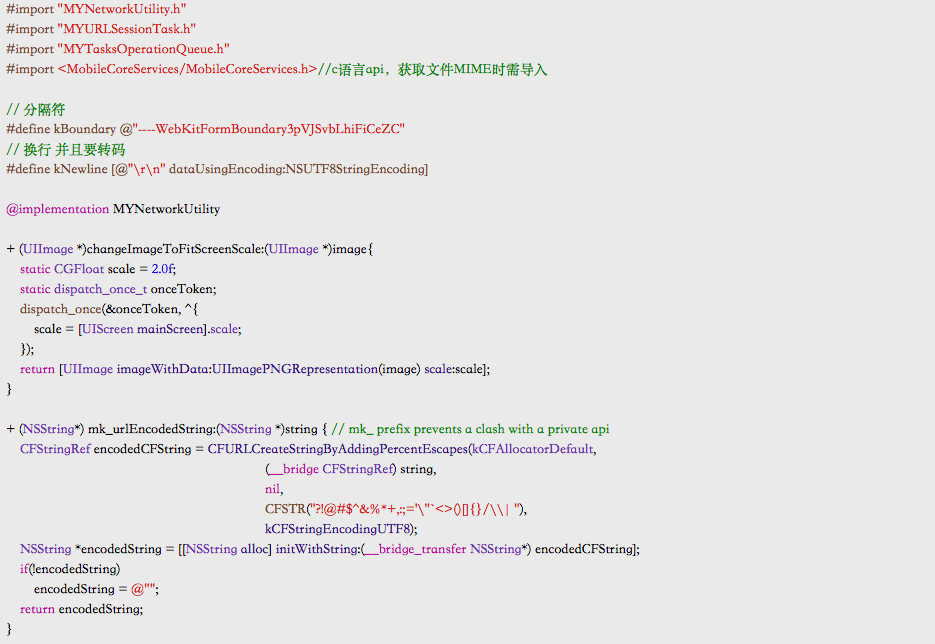 #import "MYNetworkUtility.h"
#import "MYURLSessionTask.h"
#import "MYTasksOperationQueue.h"
#import <MobileCoreServices/MobileCoreServices.h>//c语言api，获取文件MIME时需导入
// 分隔符
#define kBoundary @"----WebKitFormBoundary3pVJSvbLhiFiCeZC"
// 换行 并且要转码
#define kNewline [@"\r\n" dataUsingEncoding:NSUTF8StringEncoding]
@implementation MYNetworkUtility
+ (UIImage *)changeImageToFitScreenScale:(UIImage *)image{
static CGFloat scale = 2.0f;
static dispatch_once_t onceToken;
dispatch_once(&onceToken, ^{
scale = [UIScreen mainScreen].scale;
});
return [UIImage imageWithData:UIImagePNGRepresentation(image) scale:scale];
}
+ (NSString*) mk_urlEncodedString:(NSString *)string { // mk_ prefix prevents a clash with a private api
CFStringRef encodedCFString = CFURLCreateStringByAddingPercentEscapes(kCFAllocatorDefault,
(__bridge CFStringRef) string,
nil,
CFSTR("?!@#$^&%*+,:;='\"`<>()[]{}/\\| "),
kCFStringEncodingUTF8);
NSString *encodedString = [[NSString alloc] initWithString:(__bridge_transfer NSString*) encodedCFString];
if(!encodedString)
encodedString = @"";
return encodedString;
}